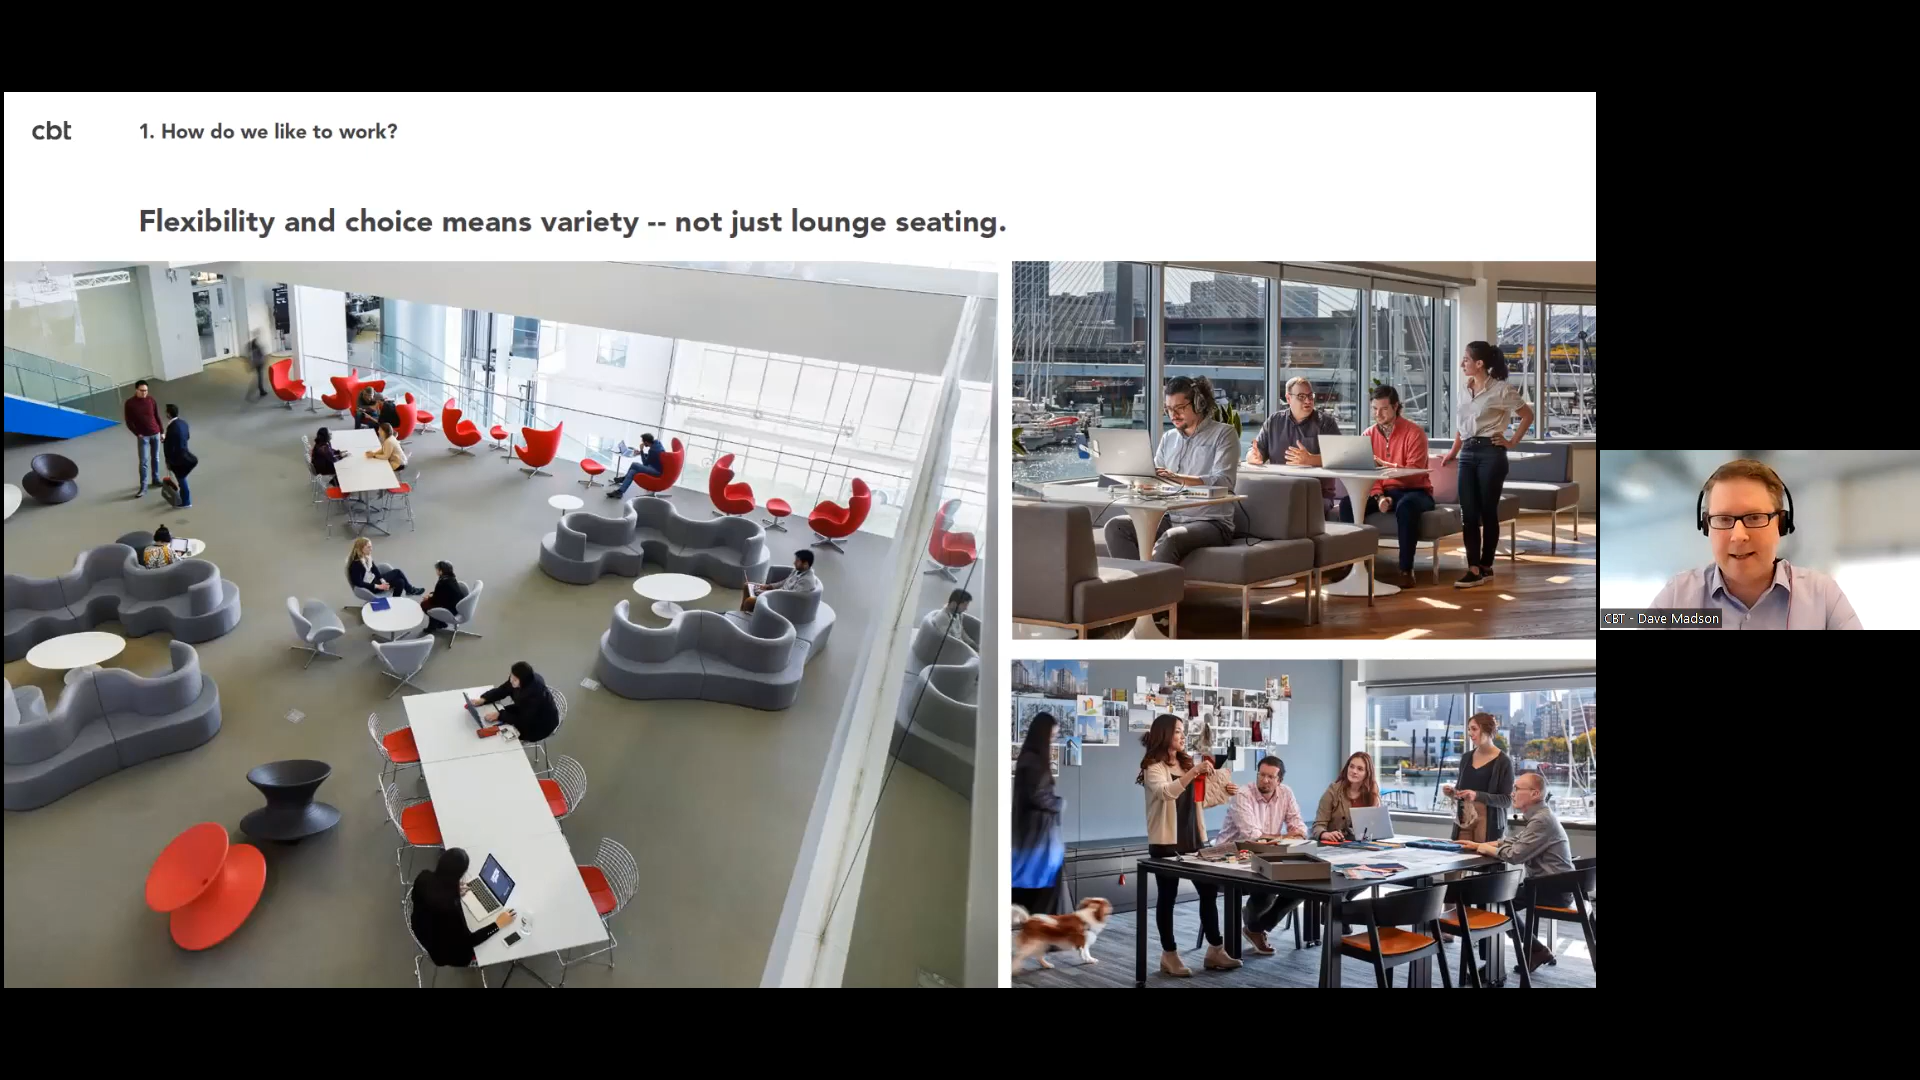 cbt
1. How do we like to work?
Flexibility and choice means variety -- not just lounge seating.
CBT - Dave Madson